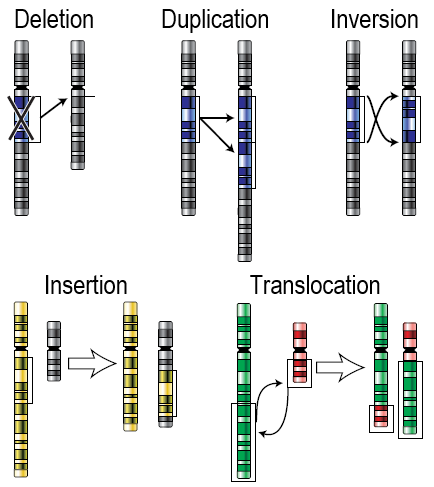 Deletion
Duplication
Inversion
Insertion
Translocation